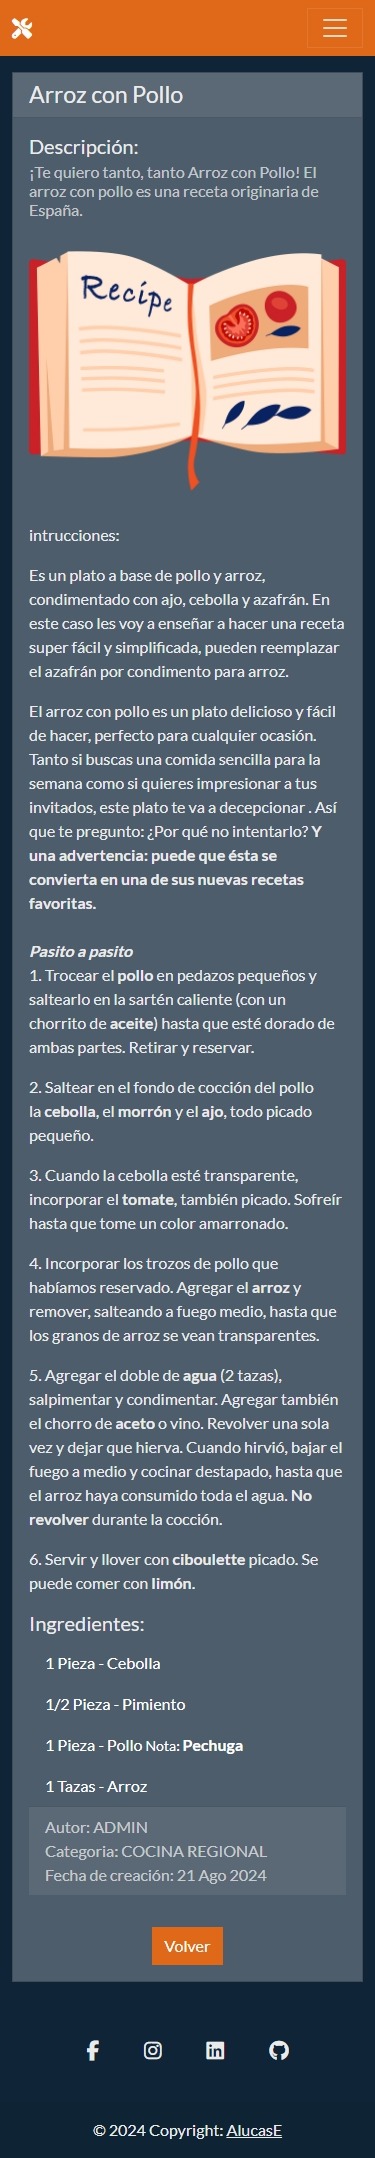 Arroz con Pollo
Descripción:
¡Te quiero tanto, tanto Arroz con Pollo! El
arroz con pollo es una receta originaria de
España.
Recipe
intrucciones:
Es un plato a base de pollo y arroz,
condimentado con ajo, cebolla y azafrán. En
este caso les voy a enseñar a hacer una receta
super fácil y simplificada, pueden reemplazar
el azafrán por condimento para arroz.
El arroz con pollo es un plato delicioso y fácil
de hacer, perfecto para cualquier ocasión.
Tanto si buscas una comida sencilla para la
semana como si quieres impresionar a tus
invitados, este plato te va a decepcionar . Así
que te pregunto: ¿Por qué no intentarlo? Y
una advertencia: puede que ésta se
convierta en una de sus nuevas recetas
favoritas.
Pasito a pasito
1. Trocear el pollo en pedazos pequeños y
saltearlo en la sartén caliente (con un
chorrito de aceite) hasta que esté dorado de
ambas partes. Retirar y reservar.
2. Saltear en el fondo de cocción del pollo
la cebolla, el morrón y el ajo, todo picado
pequeño.
3. Cuando la cebolla esté transparente,
incorporar el tomate, también picado. Sofreír
hasta que tome un color amarronado.
4. Incorporar los trozos de pollo que
habíamos reservado. Agregar el arroz y
remover, salteando a fuego medio, hasta que
los granos de arroz se vean transparentes.
5. Agregar el doble de agua (2 tazas),
salpimentar y condimentar. Agregar también
el chorro de aceto o vino. Revolver una sola
vez y dejar que hierva. Cuando hirvió, bajar el
fuego a medio y cocinar destapado, hasta que
el arroz haya consumido toda el agua. No
revolver durante la cocción.
6. Servir y llover con ciboulette picado. Se
puede comer con limón.
Ingredientes:
1 Pieza - Cebolla
1/2 Pieza - Pimiento
1 Pieza - Pollo Nota: Pechuga
1 Tazas - Arroz
Autor: ADMIN
Categoria: COCINA REGIONAL
Fecha de creación: 21 Ago 2024
Volver
© 2024 Copyright: AlucasE